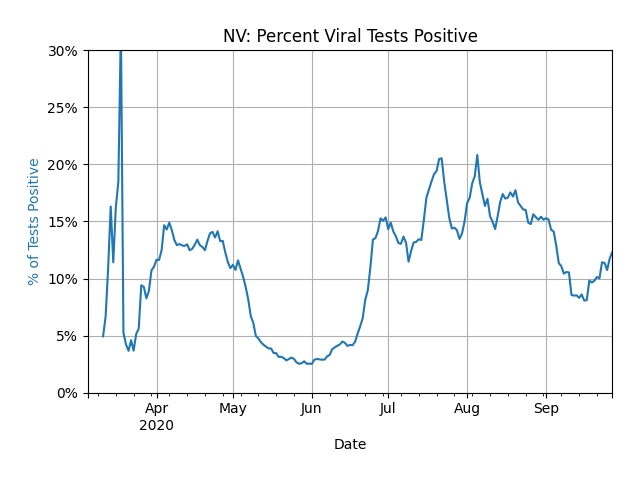 NV: Percent Viral Tests Positive
% of Tests Positive
30%
25%
20%
15%
10%
5%
0%
Apr
2020
May
Jun
Jul
Aug
Sep
Date